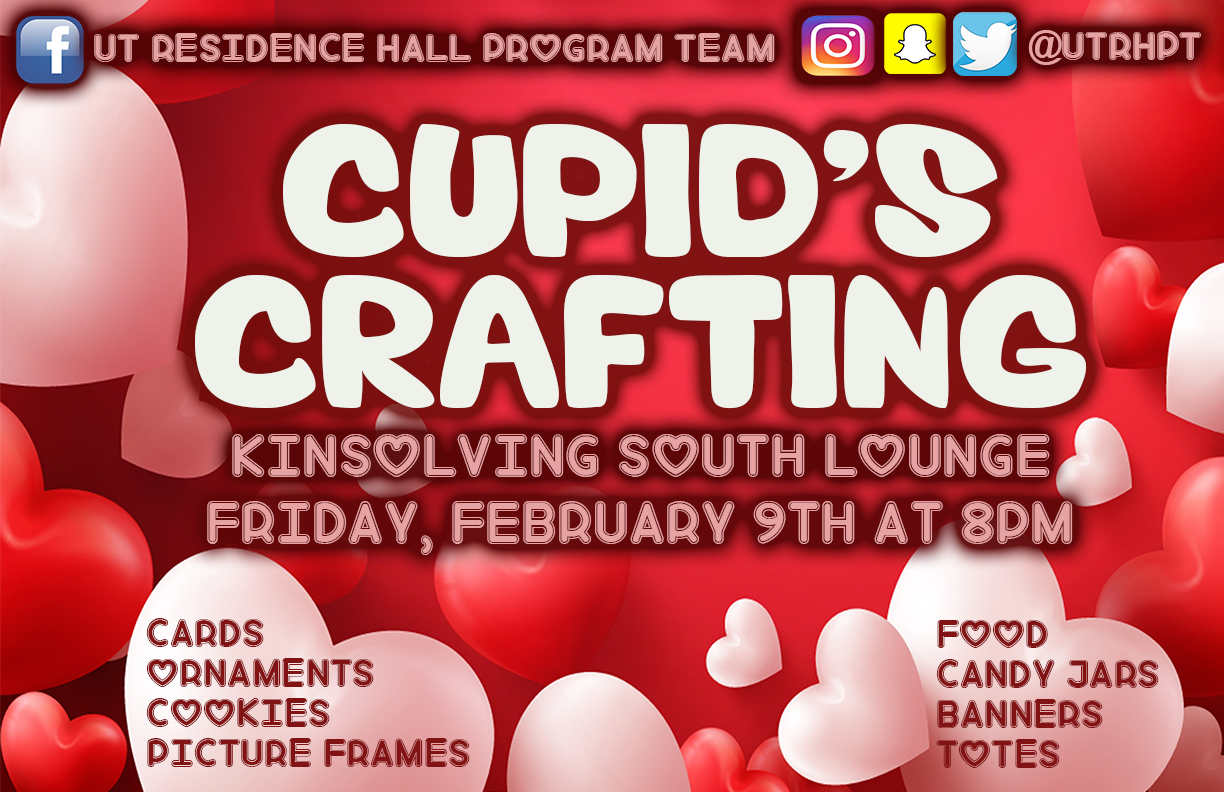 UT RESIDENCE HALL PROGRAM TEAM @UTRHPT
CUPID'S
CRAFTING
KINSOLVING SOUTH LOUNGE
FRIDAY, FEBRUARY 9TH AT 8PM
CARDS
ORNAMENTS
COOKIES
PICTURE FRAMES
FOOD
CANDY JARS
BANNERS
TOTES